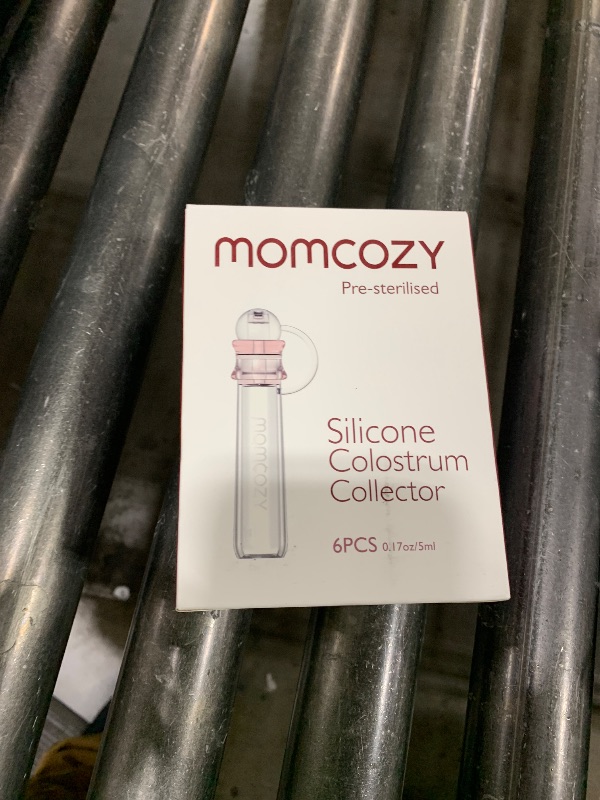 momcozy
Pre-sterilised
momcozy
Silicone
Colostrum
Collector
6PCS 0.17oz/5ml